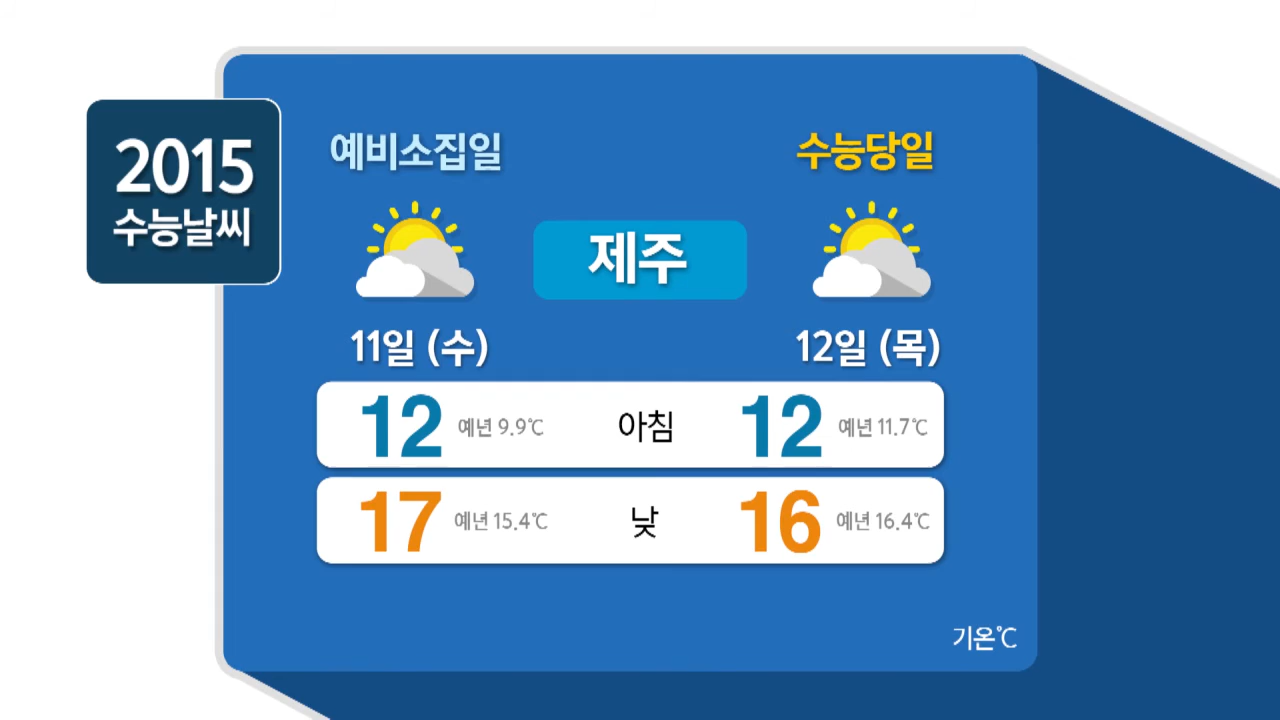 2015
수능날씨
예비소집일
수능당일
제주
11일 (수)
12일 (목)
12 예년 9.9℃ 아침 12 예년 11.7℃
17 예년 15.4℃ 낮 16 예년 16.4℃
기온℃